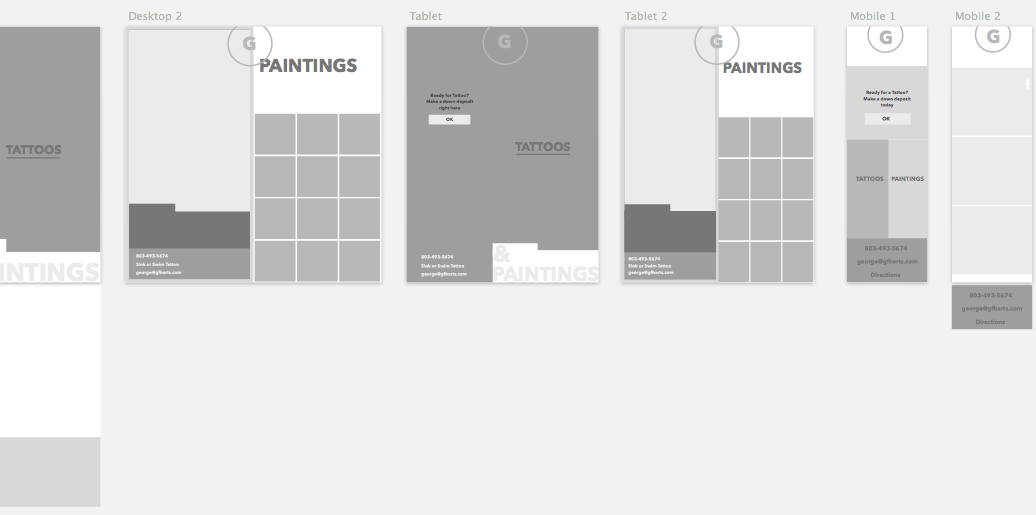 TATTOOS
INTINGS
Desktop 2
G
PAINTINGS
803-493-5674
Sink or Swim Tattoo
george@gfharts.com
Tablet
G
Ready for Tattoo?
Make a down deposit
right here
OK
TATTOOS
803-493-5674
Sink or Swim Tattoo
george@gfharts.com
&
PAINTINGS
Tablet 2
G
PAINTINGS
803-493-5674
Sink or Swim Tattoo
george@gfharts.com
Mobile 1
G
Ready for a Tattoo?
Make a down deposit
today
OK
TATTOOS PAINTINGS
803-493-5674
george@gfharts.com
Directions
Mobile 2
G
803-493-5674
george@gfharts.com
Directions